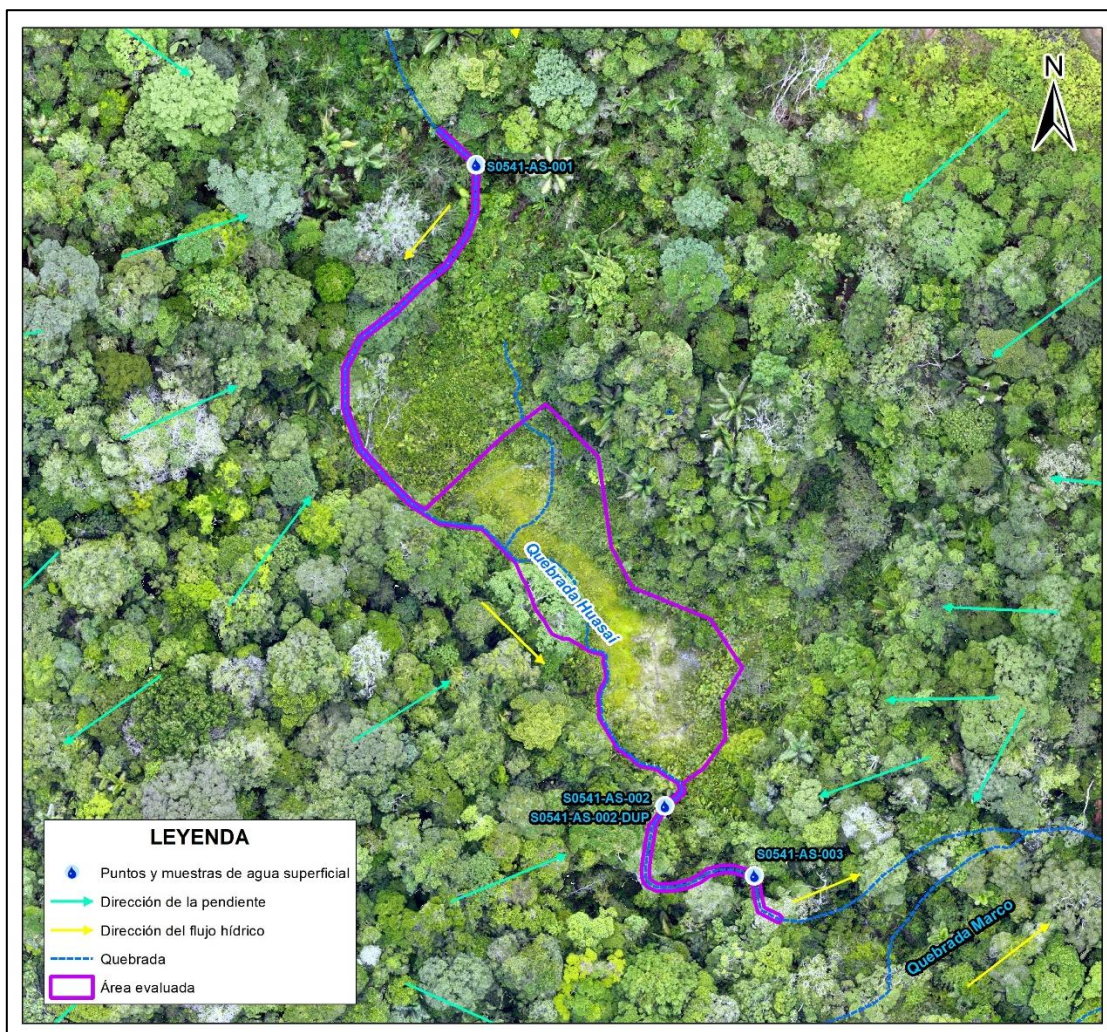 N
S0541-AS-001
Quebrada Huasaí
S0541-AS-002
S0541-AS-002-DUP
S0541-AS-003
Quebrada Marco
LEYENDA
Puntos y muestras de agua superficial
Dirección de la pendiente
Dirección del flujo hídrico
Quebrada
Área evaluada